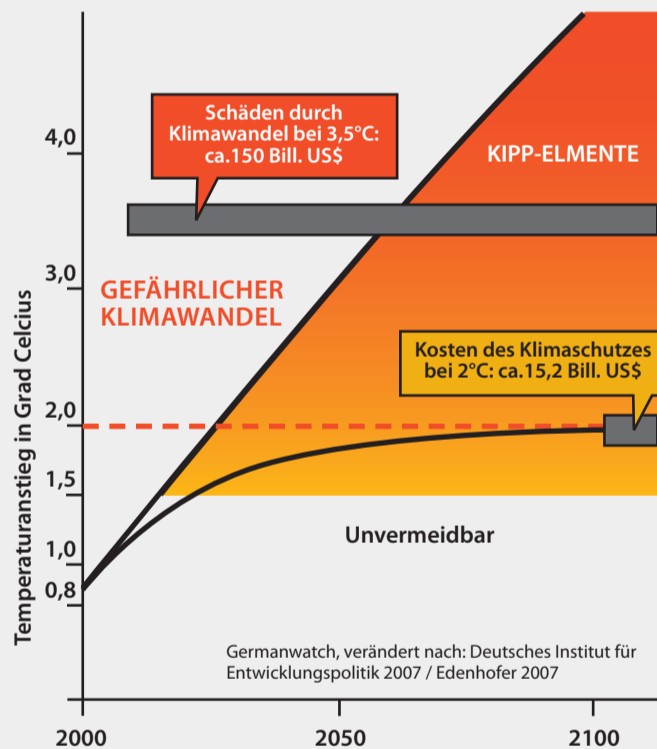 Schäden durch
Klimawandel bei 3,5°C:
ca.150 Bill. US$
4,0
KIPP-ELMENTE
3,0
GEFÄHRLICHER
KLIMAWANDEL
Kosten des Klimaschutzes
bei 2°C: ca.15,2 Bill. US$
2,0
1,5
Unvermeidbar
1,0
0,8
Temperaturanstieg in Grad Celcius
Germanwatch, verändert nach: Deutsches Institut für
Entwicklungspolitik 2007 / Edenhofer 2007
2000
2050
2100